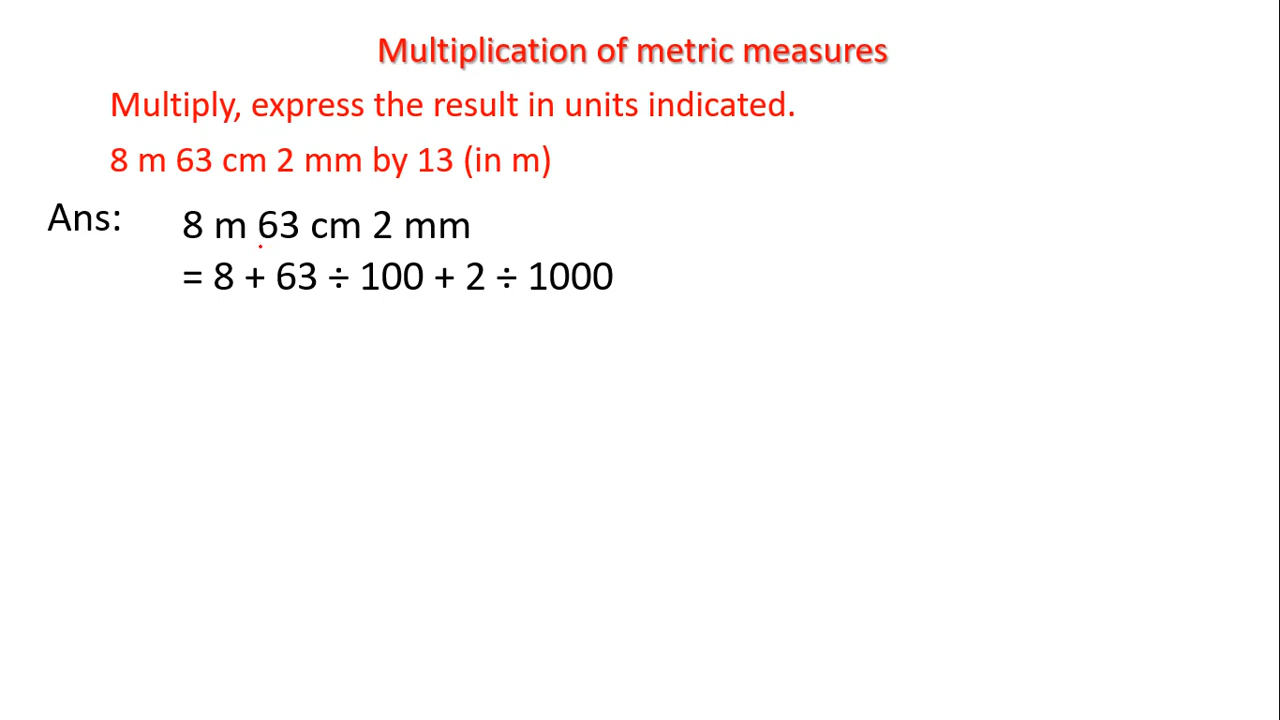 Multiplication of metric measures
Multiply, express the result in units indicated.
8 m 63 cm 2 mm by 13 (in m)
Ans: 8 m 63 cm 2 mm
= 8 + 63 ÷ 100 + 2 ÷ 1000